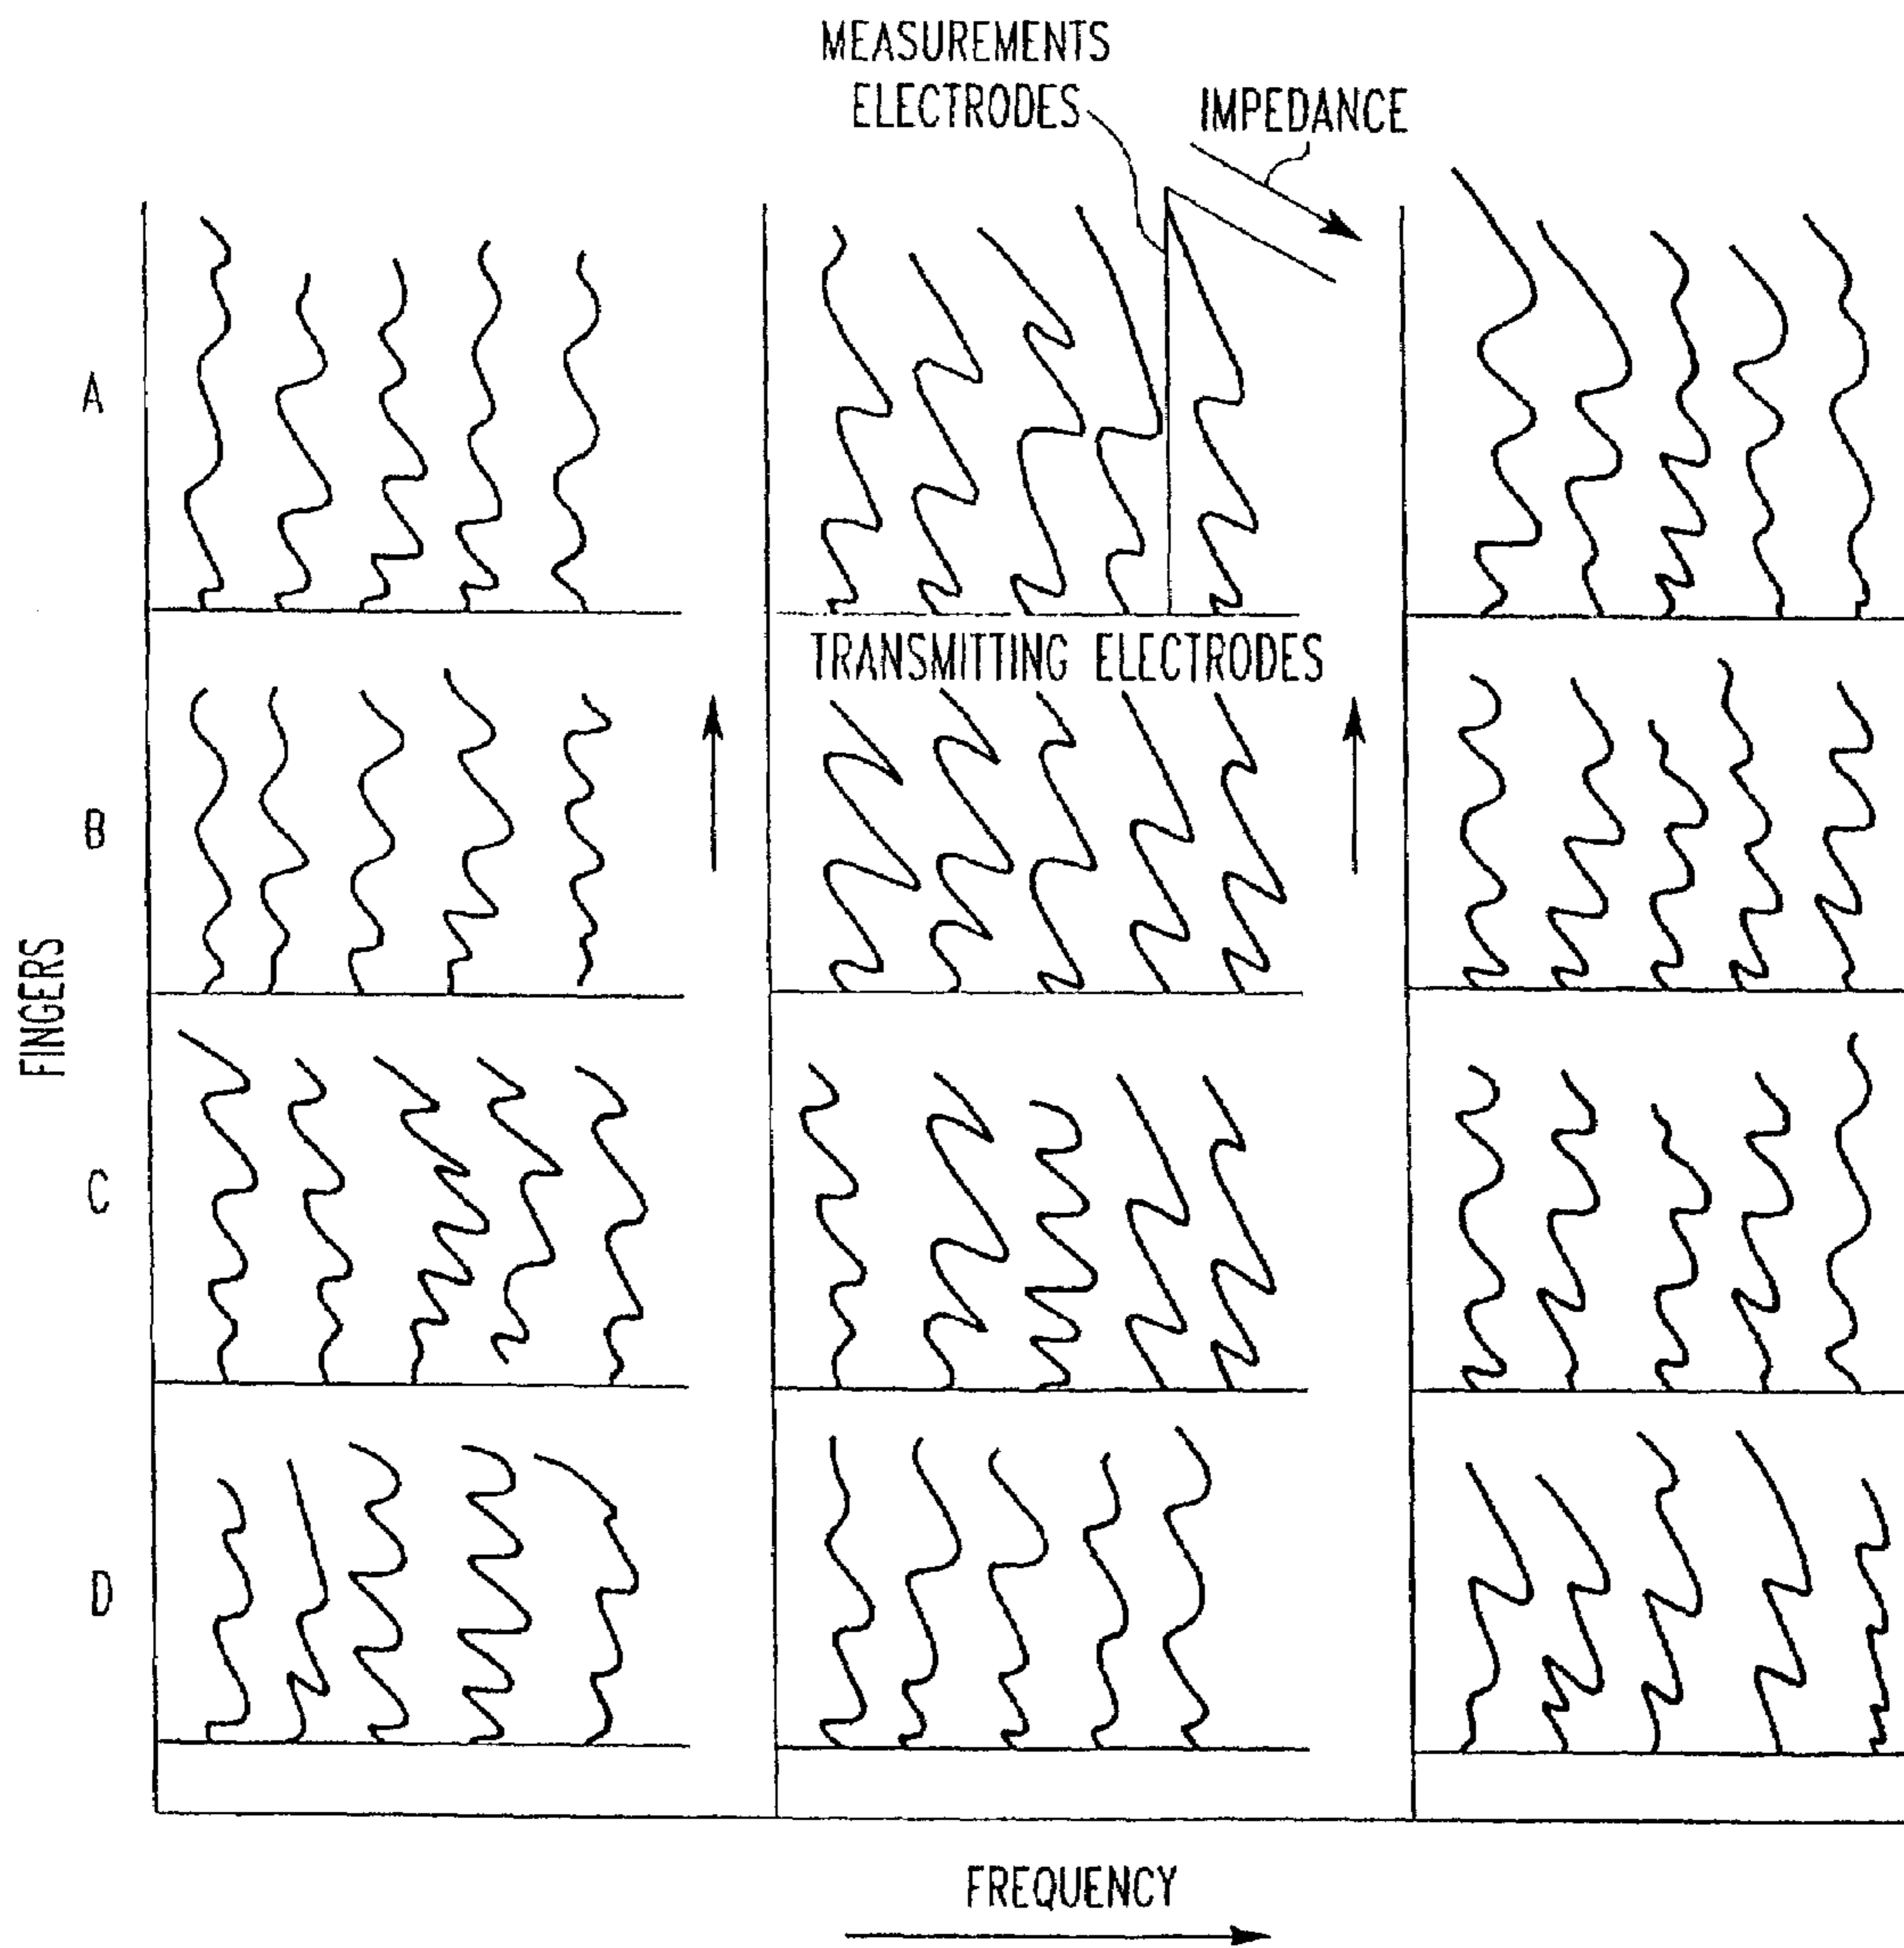 MEASUREMENTS
ELECTRODES
IMPEDANCE
A
TRANSMITTING ELECTRODES
B
FINGERS
C
D
FREQUENCY